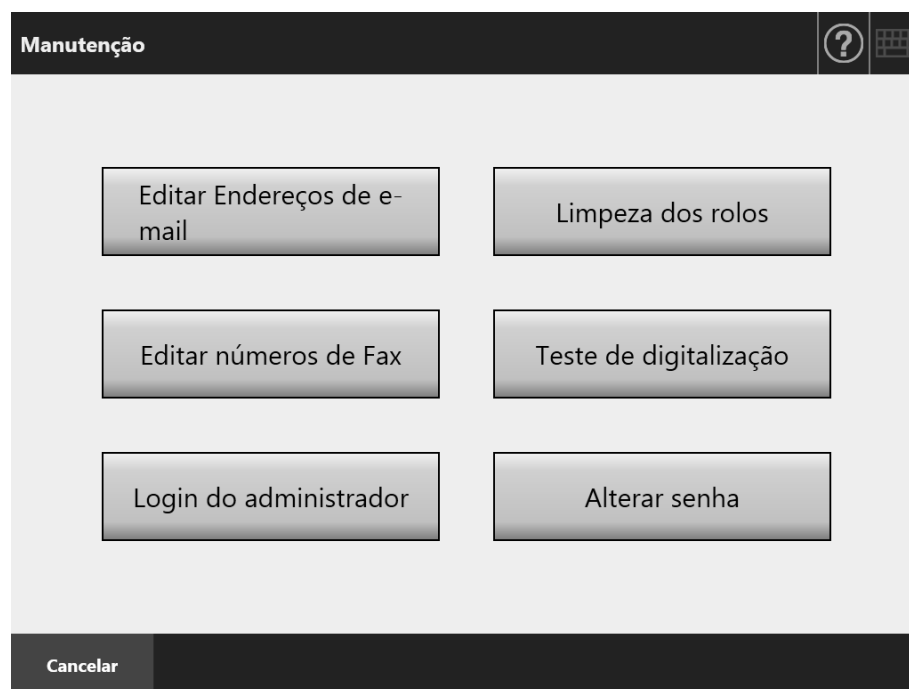 Manutenção
?
Editar Endereços de e-
mail
Limpeza dos rolos
Editar números de Fax
Teste de digitalização
Login do administrador
Alterar senha
Cancelar